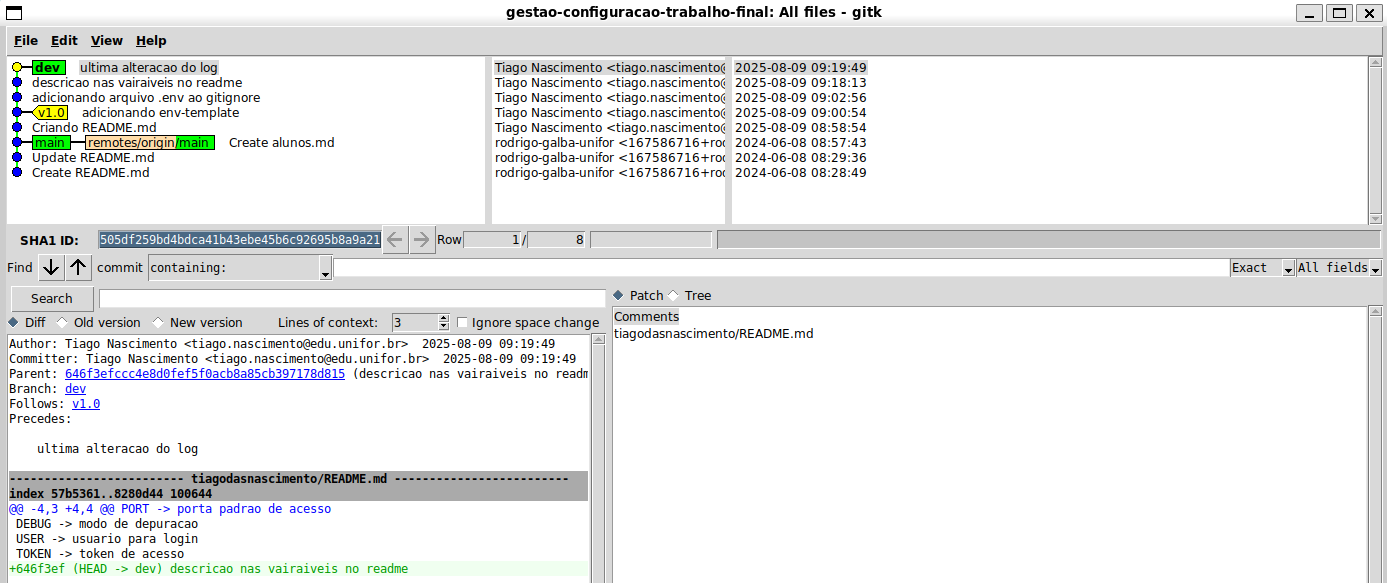 gestao-configuracao-trabalho-final: All files - gitk
File Edit View Help
dev ultima alteracao do log Tiago Nascimento <tiago.nascimento@ 2025-08-09 09:19:49
descricao nas vairaiveis no readme Tiago Nascimento <tiago.nascimento@ 2025-08-09 09:18:13
adicionando arquivo .env ao gitignore Tiago Nascimento <tiago.nascimento@ 2025-08-09 09:02:56
v1.0 adicionando env-template Tiago Nascimento <tiago.nascimento@ 2025-08-09 09:00:54
Criando README.md Tiago Nascimento <tiago.nascimento@ 2025-08-09 08:58:54
main remotes/origin/main Create alunos.md rodrigo-galba-unifor <167586716+rod 2024-06-08 08:57:43
Update README.md rodrigo-galba-unifor <167586716+rod 2024-06-08 08:29:36
Create README.md rodrigo-galba-unifor <167586716+rod 2024-06-08 08:28:49
SHA1 ID: 505df259bd4bdca41b43ebe45b6c92695b8a9a21 Row 1 / 8
Find commit containing: Exact All fields
Search
Patch Tree
Diff Old version New version Lines of context: 3 Ignore space change
Comments
tiagodasnascimento/README.md
Author: Tiago Nascimento <tiago.nascimento@edu.unifor.br> 2025-08-09 09:19:49
Committer: Tiago Nascimento <tiago.nascimento@edu.unifor.br> 2025-08-09 09:19:49
Parent: 646f3efccc4e8d0fef5f0acb8a85cb397178d815 (descricao nas vairaiveis no readm
Branch: dev
Follows: v1.0
Precedes:
ultima alteracao do log
------------------------- tiagodasnascimento/README.md -------------------------
index 57b5361..8280d44 100644
@@ -4,3 +4,4 @@ PORT -> porta padrao de acesso
DEBUG -> modo de depuracao
USER -> usuario para login
TOKEN -> token de acesso
+646f3ef (HEAD -> dev) descricao nas vairaiveis no readme